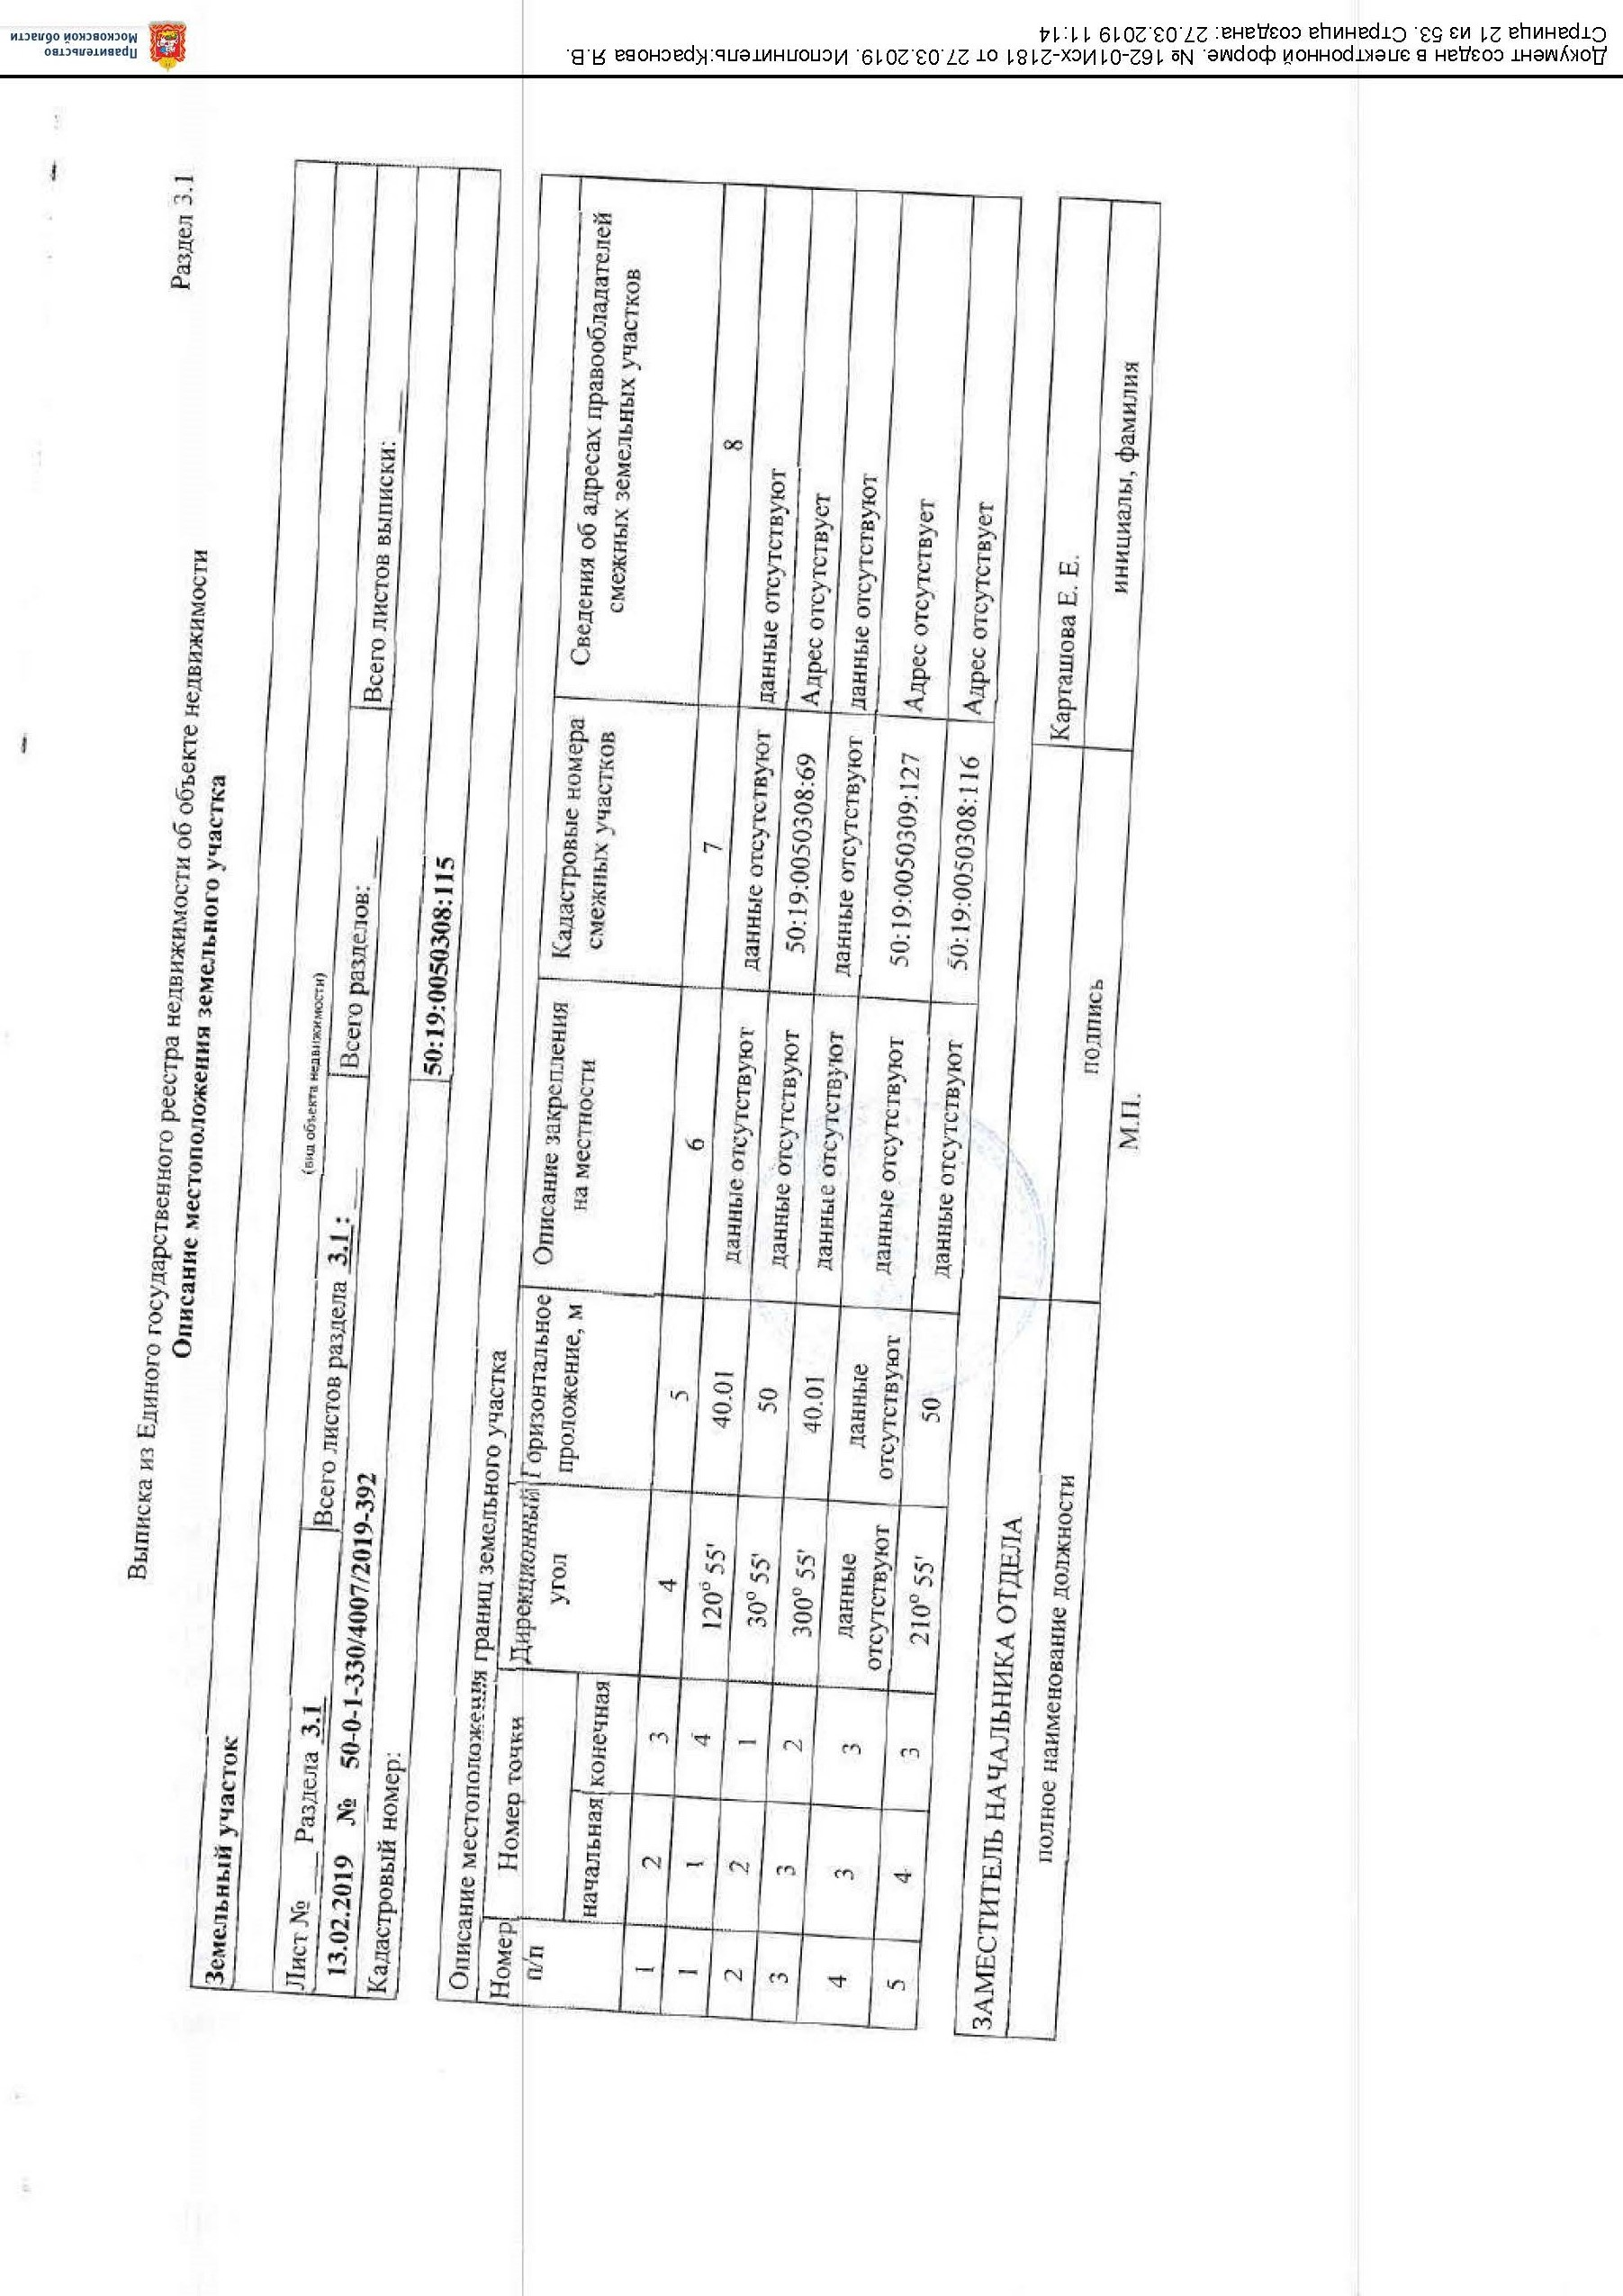 Документ создан в электронной форме. № 162-01Исх-2181 от 27.03.2019. Исполнитель:Краснова Я.В.
Страница 21 из 53. Страница создана: 27.03.2019 11:14
Правительство
Московской области
Раздел 3.1
Выписка из Единого государственного реестра недвижимости об объекте недвижимости
Описание местоположения земельного участка
Земельный участок
(вид объекта недвижимости)
Лист № ___ Раздела 3.1 Всего листов раздела 3.1 : ___ Всего разделов: ___ Всего листов выписки: ___
13.02.2019 № 50-0-1-330/4007/2019-392
Кадастровый номер: 50:19:0050308:115
Описание местоположения границ земельного участка
Номер п/п Номер точки Дирекционный угол Горизонтальное проложение, м Описание закрепления на местности Кадастровые номера смежных участков Сведения об адресах правообладателей смежных земельных участков
начальная конечная
1 2 3 4 5 6 7 8
1 1 4 120° 55' 40.01 данные отсутствуют данные отсутствуют данные отсутствуют
2 2 1 30° 55' 50 данные отсутствуют 50:19:0050308:69 Адрес отсутствует
3 3 2 300° 55' 40.01 данные отсутствуют данные отсутствуют данные отсутствуют
4 3 3 данные отсутствуют данные отсутствуют данные отсутствуют 50:19:0050309:127 Адрес отсутствует
5 4 3 210° 55' 50 данные отсутствуют 50:19:0050308:116 Адрес отсутствует
ЗАМЕСТИТЕЛЬ НАЧАЛЬНИКА ОТДЕЛА Карташова Е. Е.
полное наименование должности подпись инициалы, фамилия
М.П.